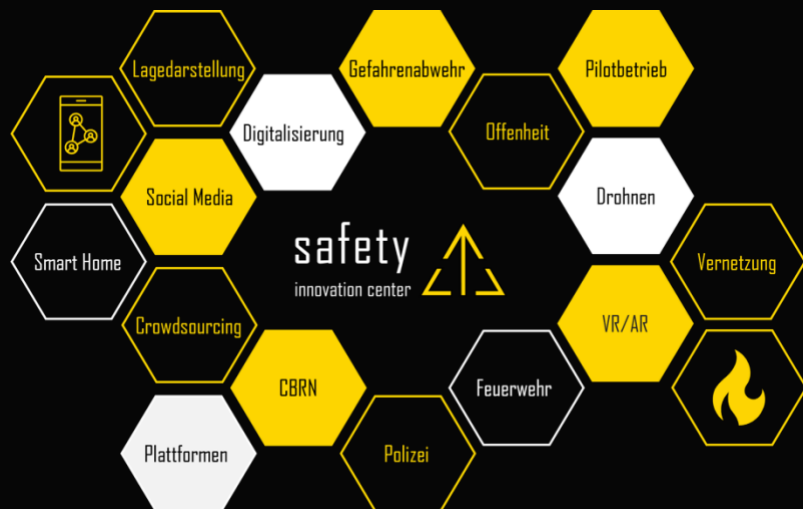 Lagedarstellung
Gefahrenabwehr
Pilotbetrieb
Digitalisierung
Offenheit
Social Media
Drohnen
safety
innovation center
Smart Home
Vernetzung
Crowdsourcing
VR/AR
CBRN
Feuerwehr
Plattformen
Polizei